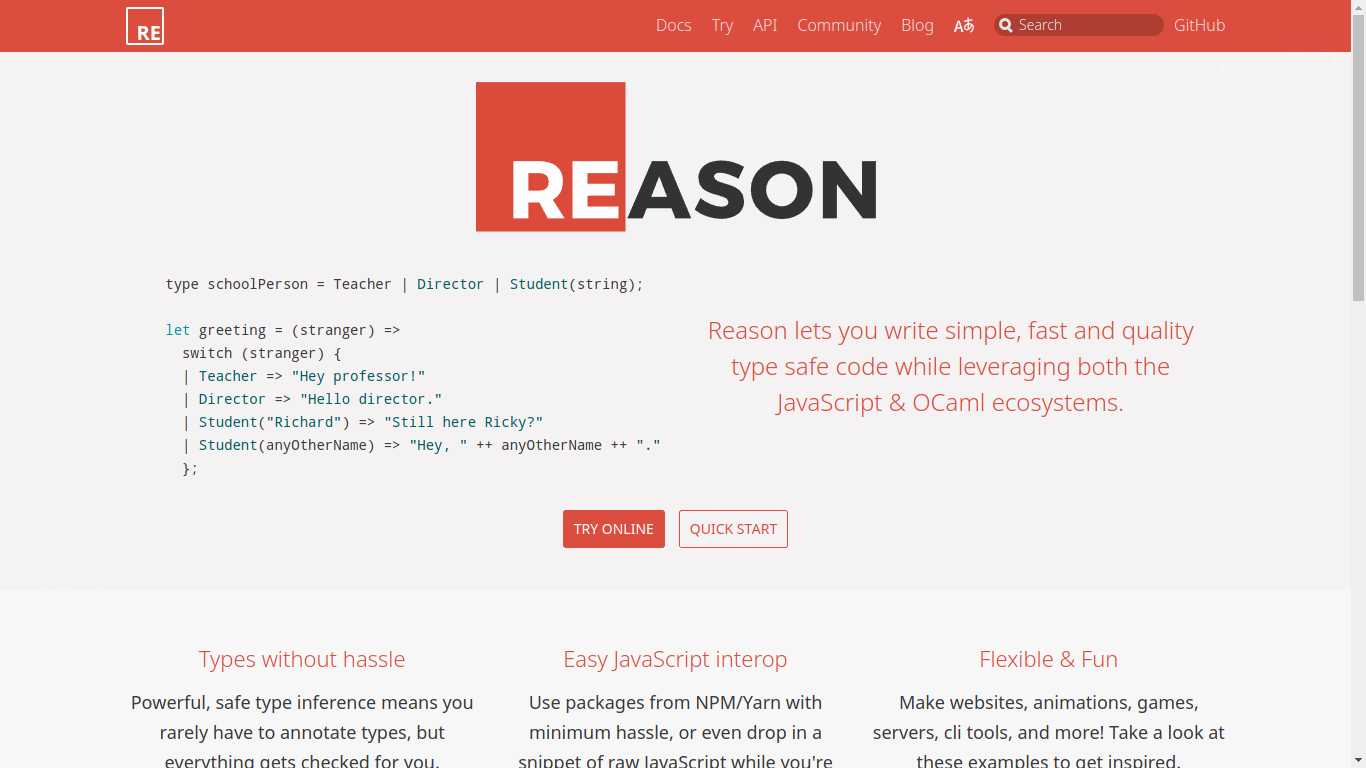 RE
Docs Try API Community Blog Aあ Search GitHub
REASON
type schoolPerson = Teacher | Director | Student(string);
let greeting = (stranger) =>
  switch (stranger) {
  | Teacher => "Hey professor!"
  | Director => "Hello director."
  | Student("Richard") => "Still here Ricky?"
  | Student(anyOtherName) => "Hey, " ++ anyOtherName ++ "."
  };
Reason lets you write simple, fast and quality
type safe code while leveraging both the
JavaScript & OCaml ecosystems.
TRY ONLINE QUICK START
Types without hassle
Powerful, safe type inference means you
rarely have to annotate types, but
everything gets checked for you.
Easy JavaScript interop
Use packages from NPM/Yarn with
minimum hassle, or even drop in a
snippet of raw JavaScript while you're
Flexible & Fun
Make websites, animations, games,
servers, cli tools, and more! Take a look at
these examples to get inspired.